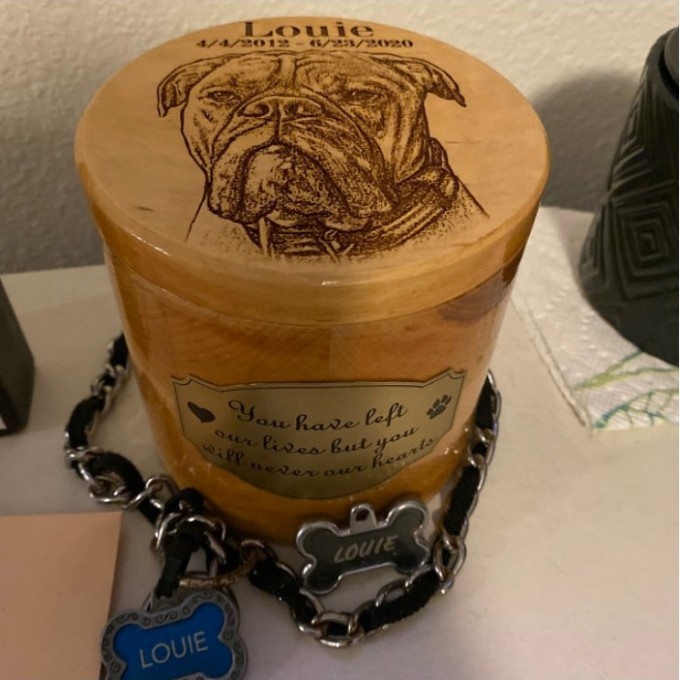 Louie
4/4/2012 - 6/23/2020
You have left
our lives but you
will never our hearts
LOUIE
LOUIE